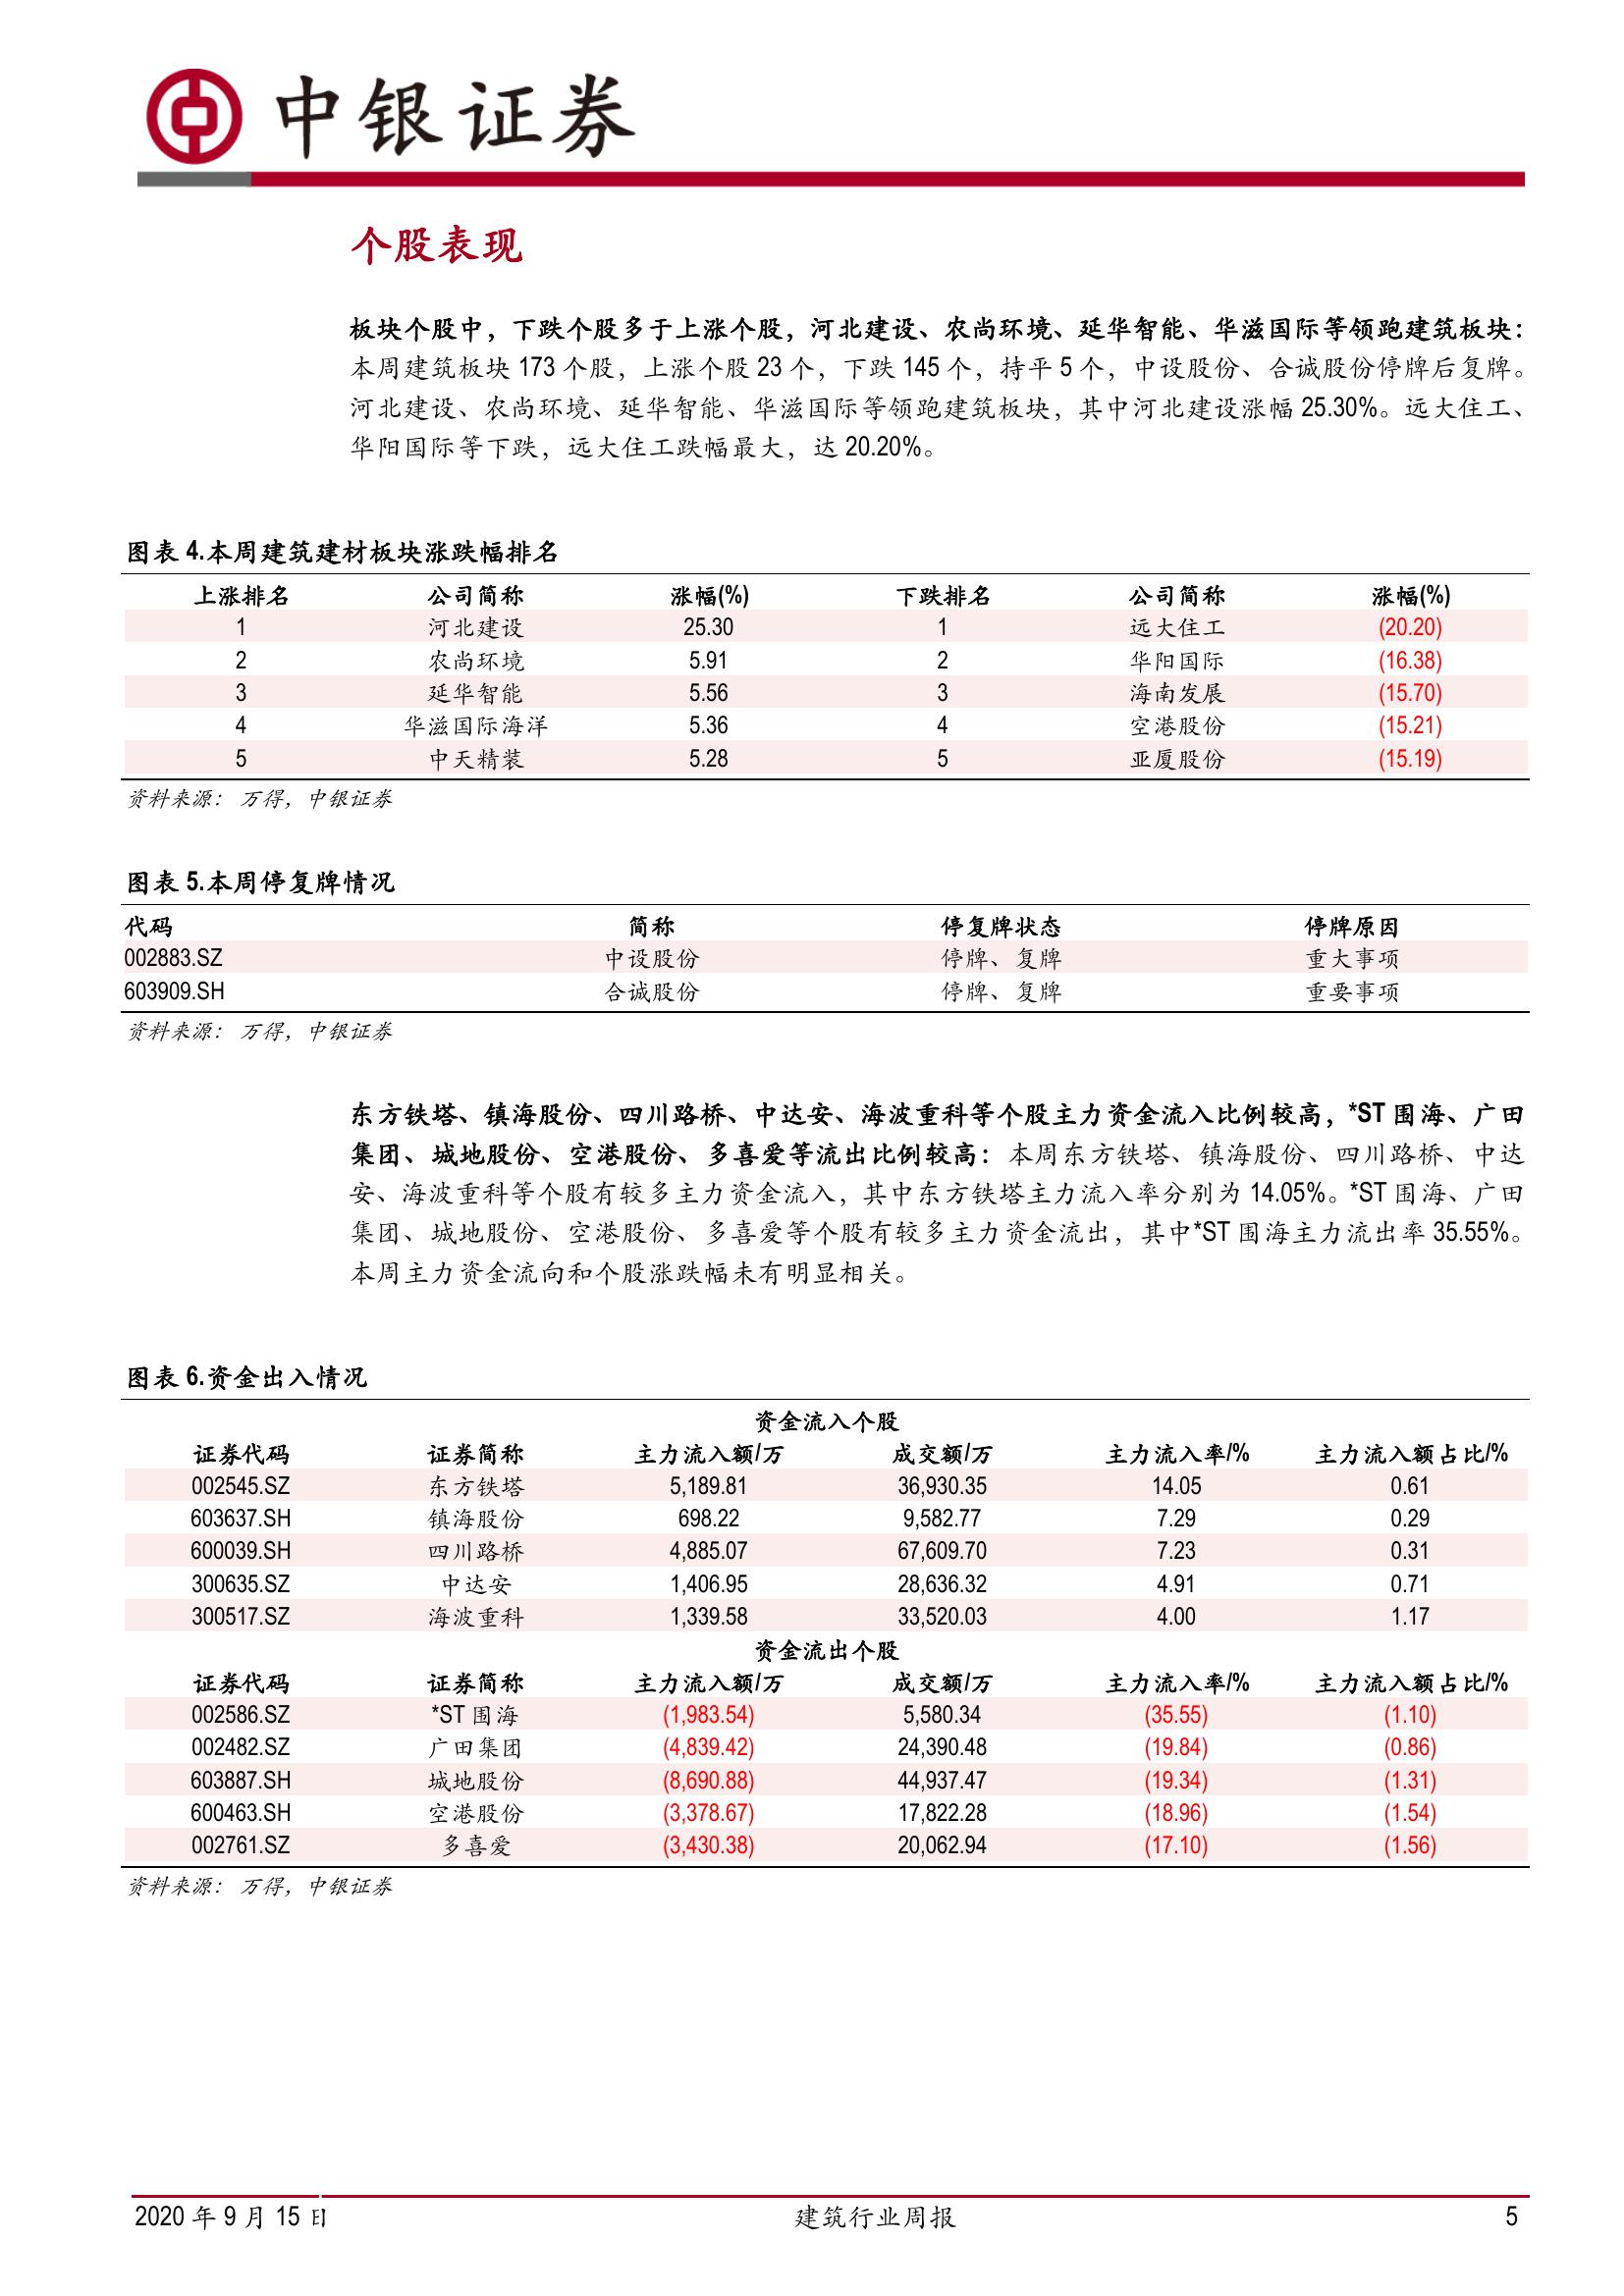 中银证券
个股表现
板块个股中，下跌个股多于上涨个股，河北建设、农尚环境、延华智能、华滋国际等领跑建筑板块：
本周建筑板块 173 个股，上涨个股 23 个，下跌 145 个，持平 5 个，中设股份、合诚股份停牌后复牌。
河北建设、农尚环境、延华智能、华滋国际等领跑建筑板块，其中河北建设涨幅 25.30%。远大住工、
华阳国际等下跌，远大住工跌幅最大，达 20.20%。
图表 4.本周建筑建材板块涨跌幅排名
上涨排名 公司简称 涨幅(%) 下跌排名 公司简称 涨幅(%)
1 河北建设 25.30 1 远大住工 (20.20)
2 农尚环境 5.91 2 华阳国际 (16.38)
3 延华智能 5.56 3 海南发展 (15.70)
4 华滋国际海洋 5.36 4 空港股份 (15.21)
5 中天精装 5.28 5 亚厦股份 (15.19)
资料来源：万得，中银证券
图表 5.本周停复牌情况
代码 简称 停复牌状态 停牌原因
002883.SZ 中设股份 停牌、复牌 重大事项
603909.SH 合诚股份 停牌、复牌 重要事项
资料来源：万得，中银证券
东方铁塔、镇海股份、四川路桥、中达安、海波重科等个股主力资金流入比例较高，*ST 围海、广田
集团、城地股份、空港股份、多喜爱等流出比例较高：本周东方铁塔、镇海股份、四川路桥、中达
安、海波重科等个股有较多主力资金流入，其中东方铁塔主力流入率分别为 14.05%。*ST 围海、广田
集团、城地股份、空港股份、多喜爱等个股有较多主力资金流出，其中*ST 围海主力流出率 35.55%。
本周主力资金流向和个股涨跌幅未有明显相关。
图表 6.资金出入情况
资金流入个股
证券代码 证券简称 主力流入额/万 成交额/万 主力流入率/% 主力流入额占比/%
002545.SZ 东方铁塔 5,189.81 36,930.35 14.05 0.61
603637.SH 镇海股份 698.22 9,582.77 7.29 0.29
600039.SH 四川路桥 4,885.07 67,609.70 7.23 0.31
300635.SZ 中达安 1,406.95 28,636.32 4.91 0.71
300517.SZ 海波重科 1,339.58 33,520.03 4.00 1.17
资金流出个股
证券代码 证券简称 主力流入额/万 成交额/万 主力流入率/% 主力流入额占比/%
002586.SZ *ST 围海 (1,983.54) 5,580.34 (35.55) (1.10)
002482.SZ 广田集团 (4,839.42) 24,390.48 (19.84) (0.86)
603887.SH 城地股份 (8,690.88) 44,937.47 (19.34) (1.31)
600463.SH 空港股份 (3,378.67) 17,822.28 (18.96) (1.54)
002761.SZ 多喜爱 (3,430.38) 20,062.94 (17.10) (1.56)
资料来源：万得，中银证券
2020 年 9 月 15 日 建筑行业周报 5